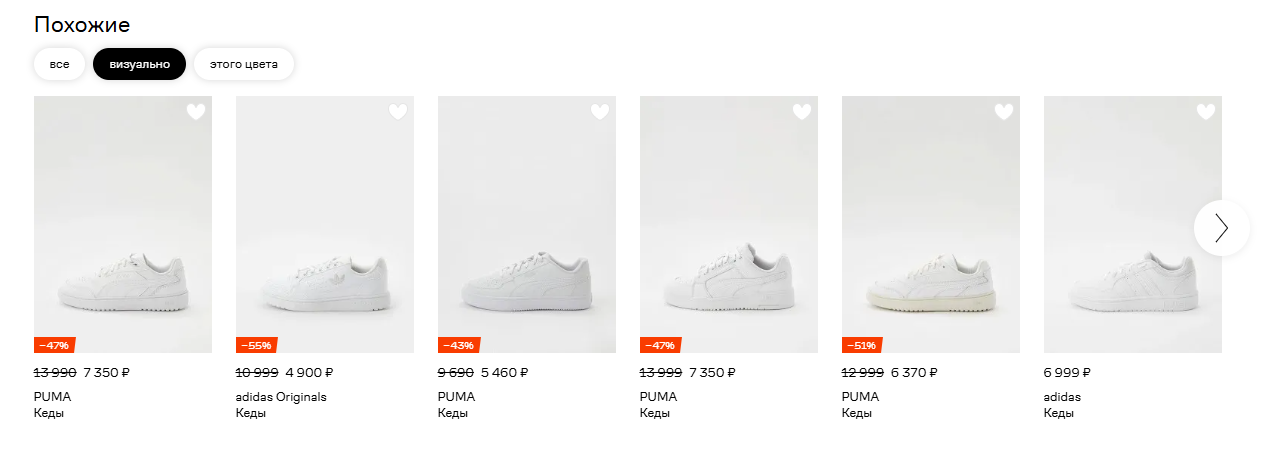 Похожие
все визуально этого цвета
−47% −55% −43% −47% −51%
13 990 7 350 ₽ 10 999 4 900 ₽ 9 690 5 460 ₽ 13 999 7 350 ₽ 12 999 6 370 ₽ 6 999 ₽
PUMA adidas Originals PUMA PUMA PUMA adidas
Кеды Кеды Кеды Кеды Кеды Кеды